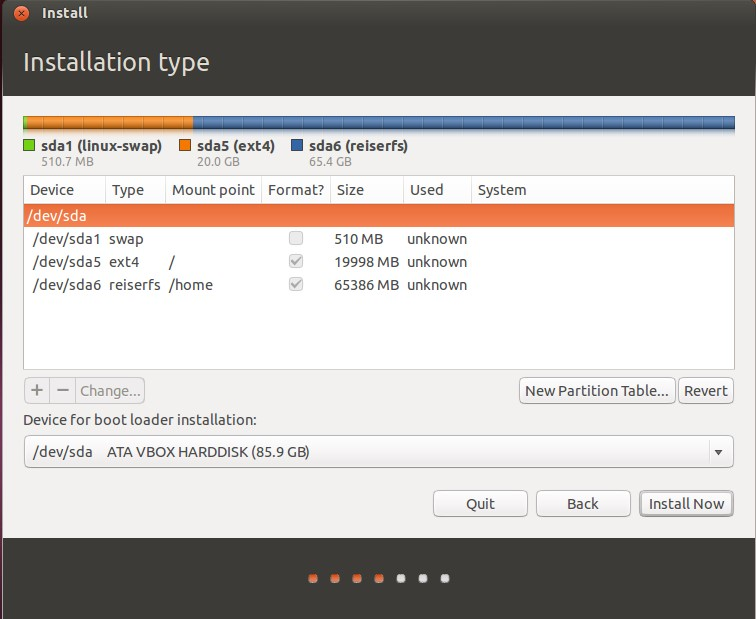 Install
Installation type
sda1 (linux-swap) sda5 (ext4) sda6 (reiserfs)
510.7 MB 20.0 GB 65.4 GB
Device Type Mount point Format? Size Used System
/dev/sda
/dev/sda1 swap 510 MB unknown
/dev/sda5 ext4 / 19998 MB unknown
/dev/sda6 reiserfs /home 65386 MB unknown
+ − Change... New Partition Table... Revert
Device for boot loader installation:
/dev/sda ATA VBOX HARDDISK (85.9 GB)
Quit Back Install Now